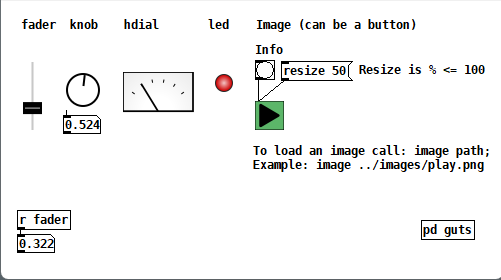 fader knob hdial led Image (can be a button)
Info
resize 50 Resize is % <= 100
0.524
To load an image call: image path;
Example: image ../images/play.png
r fader
pd guts
0.322